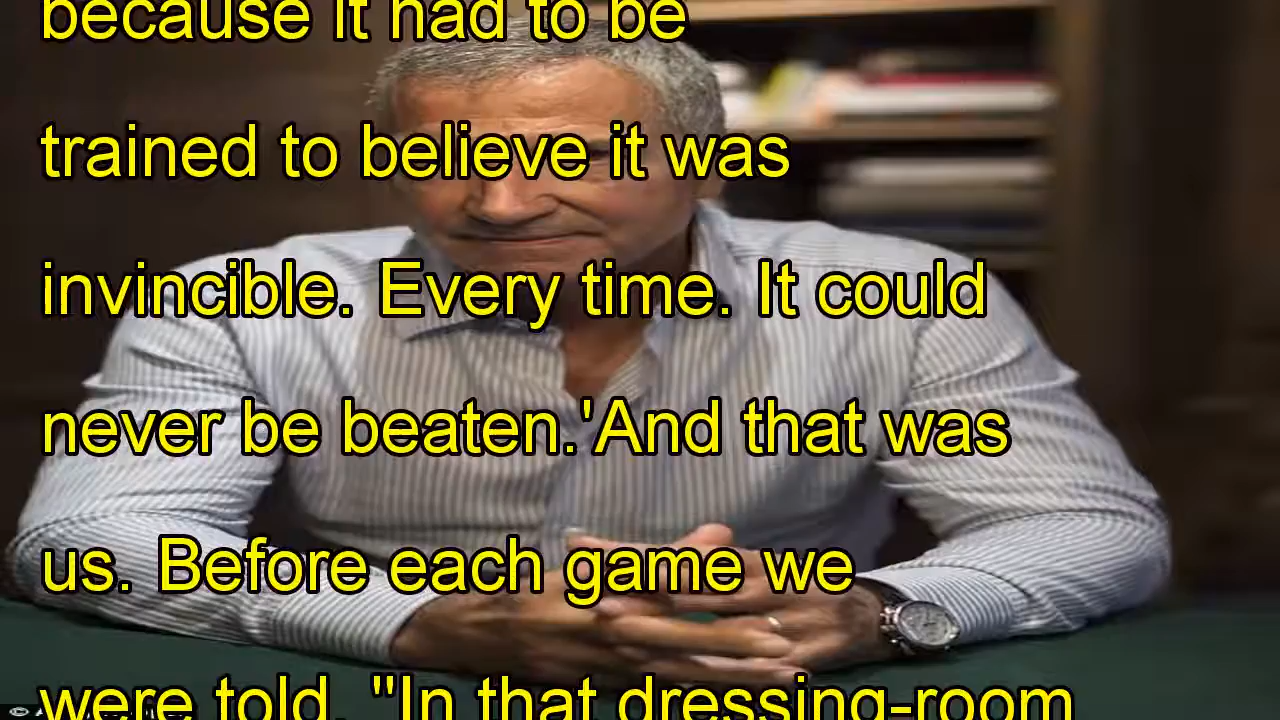 because it had to be
trained to believe it was
invincible. Every time. It could
never be beaten.'And that was
us. Before each game we
were told, "In that dressing-room